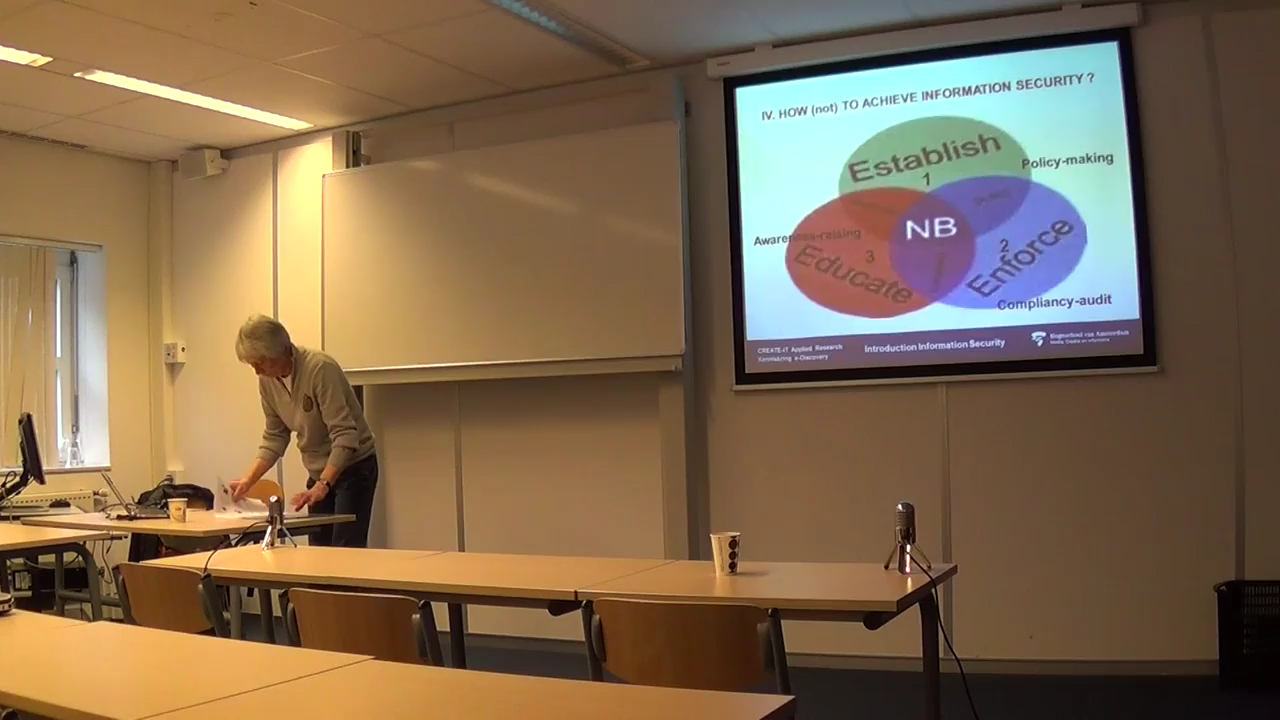 IV. HOW (not) TO ACHIEVE INFORMATION SECURITY ?
Establish
1
Policy-making
NB
Awareness-raising
Educate
3
Enforce
2
Compliancy-audit
CREATE-IT Applied Research
Kenniskring e-Discovery
Introduction Information Security
Hogeschool van Amsterdam